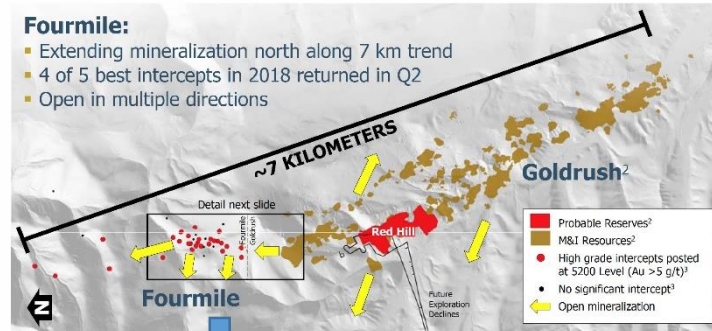 Fourmile:
Extending mineralization north along 7 km trend
4 of 5 best intercepts in 2018 returned in Q2
Open in multiple directions
~7 KILOMETERS
Goldrush²
Detail next slide
Fourmile
Goldrush
Red Hill
Fourmile
Future
Exploration
Declines
N
Probable Reserves²
M&I Resources²
High grade intercepts posted
at 5200 Level (Au >5 g/t)³
No significant intercept³
Open mineralization